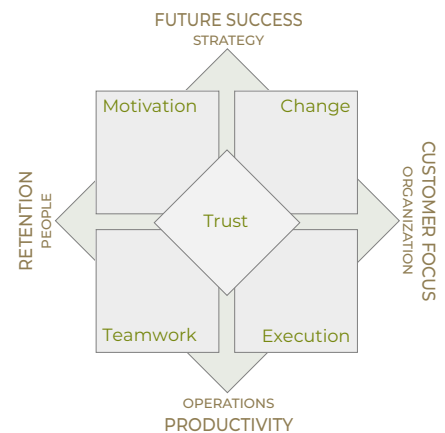 FUTURE SUCCESS
STRATEGY
Motivation
Change
RETENTION
PEOPLE
Trust
CUSTOMER FOCUS
ORGANIZATION
Teamwork
Execution
OPERATIONS
PRODUCTIVITY